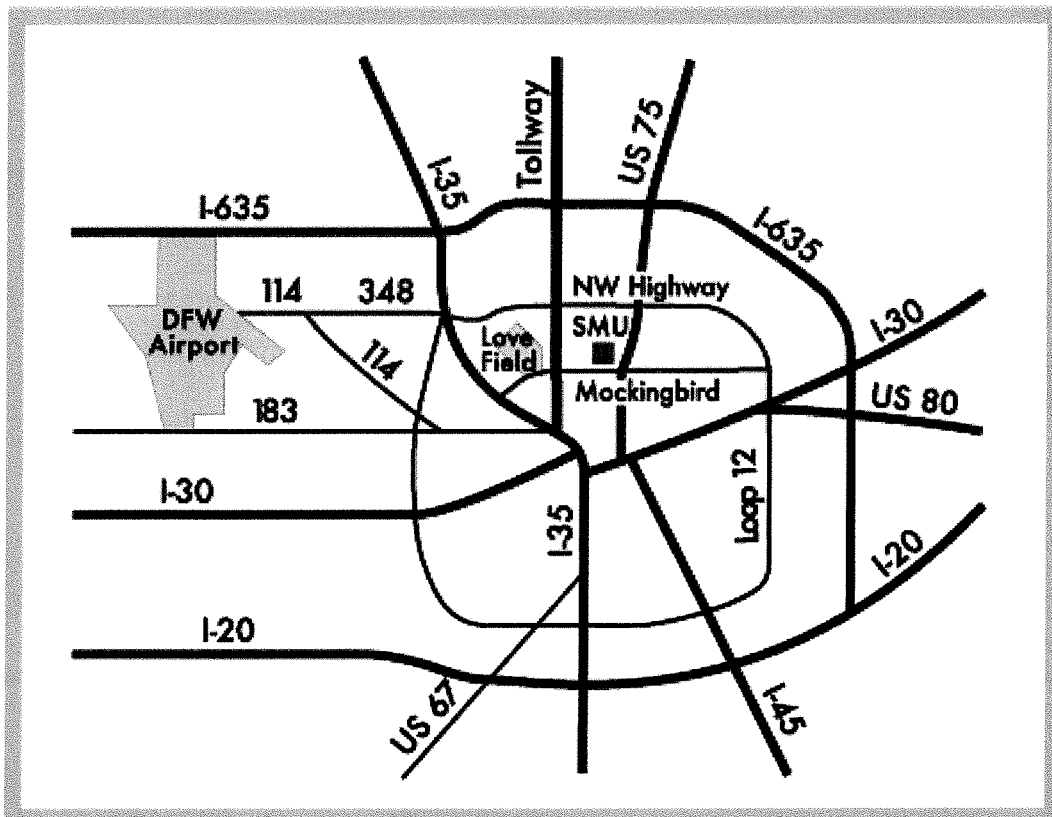 Tollway
US 75
I-35
I-635
I-635
114
348
NW Highway
I-30
DFW
Airport
Love
Field
SMU
114
Mockingbird
US 80
183
I-30
I-35
Loop 12
I-20
I-20
US 67
I-45